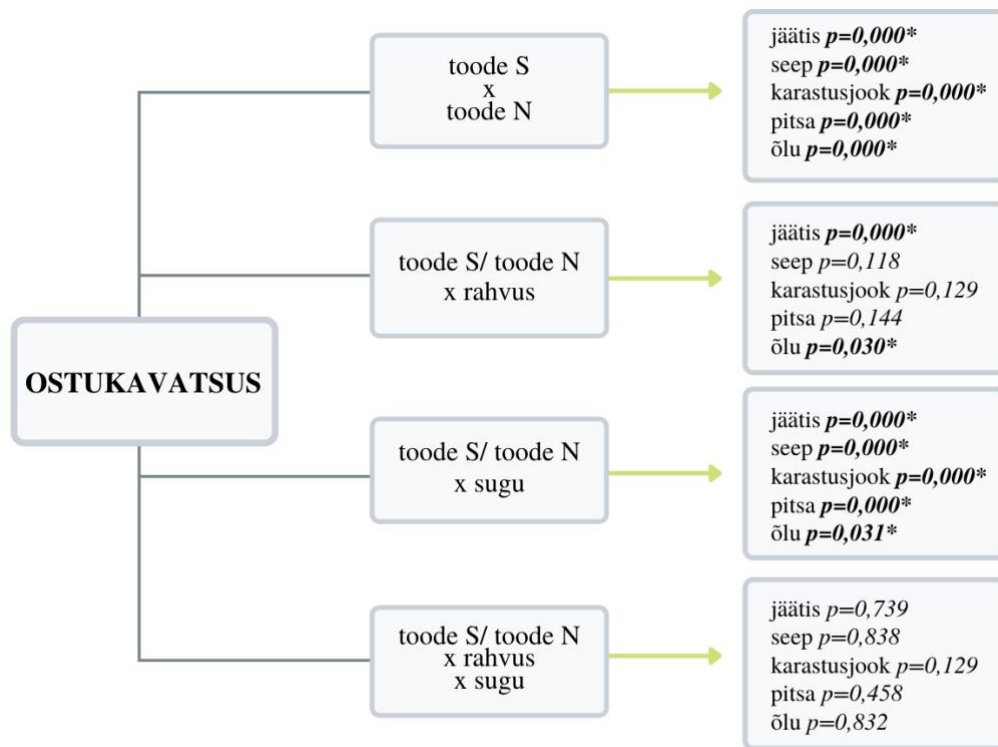 OSTUKAVATSUS
toode S
x
toode N
jäätis p=0,000*
seep p=0,000*
karastusjook p=0,000*
pitsa p=0,000*
õlu p=0,000*
toode S/ toode N
x rahvus
jäätis p=0,000*
seep p=0,118
karastusjook p=0,129
pitsa p=0,144
õlu p=0,030*
toode S/ toode N
x sugu
jäätis p=0,000*
seep p=0,000*
karastusjook p=0,000*
pitsa p=0,000*
õlu p=0,031*
toode S/ toode N
x rahvus
x sugu
jäätis p=0,739
seep p=0,838
karastusjook p=0,129
pitsa p=0,458
õlu p=0,832